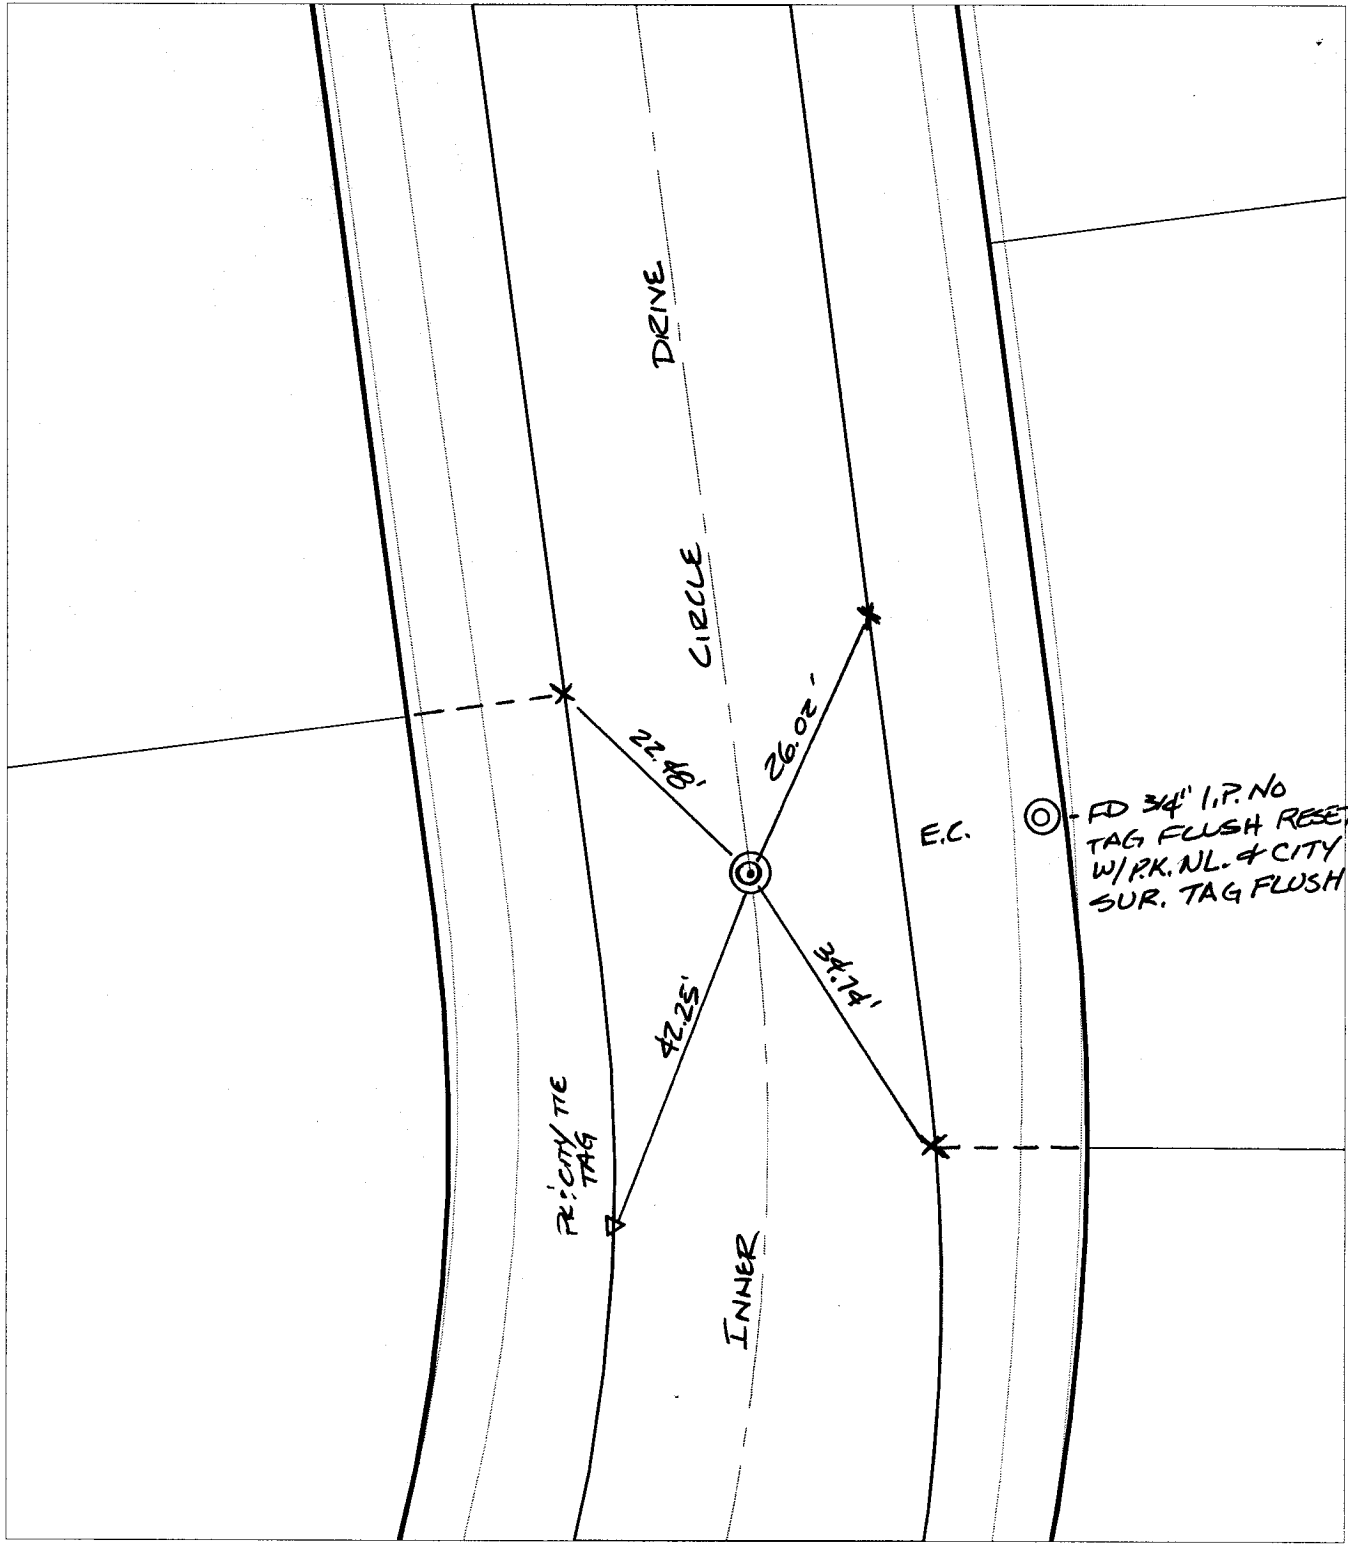 DRIVE
CIRCLE
22.48'
26.02'
E.C.
FD 3/4" I.P. NO
TAG FLUSH RESET
W/P.K. NL. & CITY
SUR. TAG FLUSH
42.25'
34.74'
PK & CITY TIE
TAG
INNER